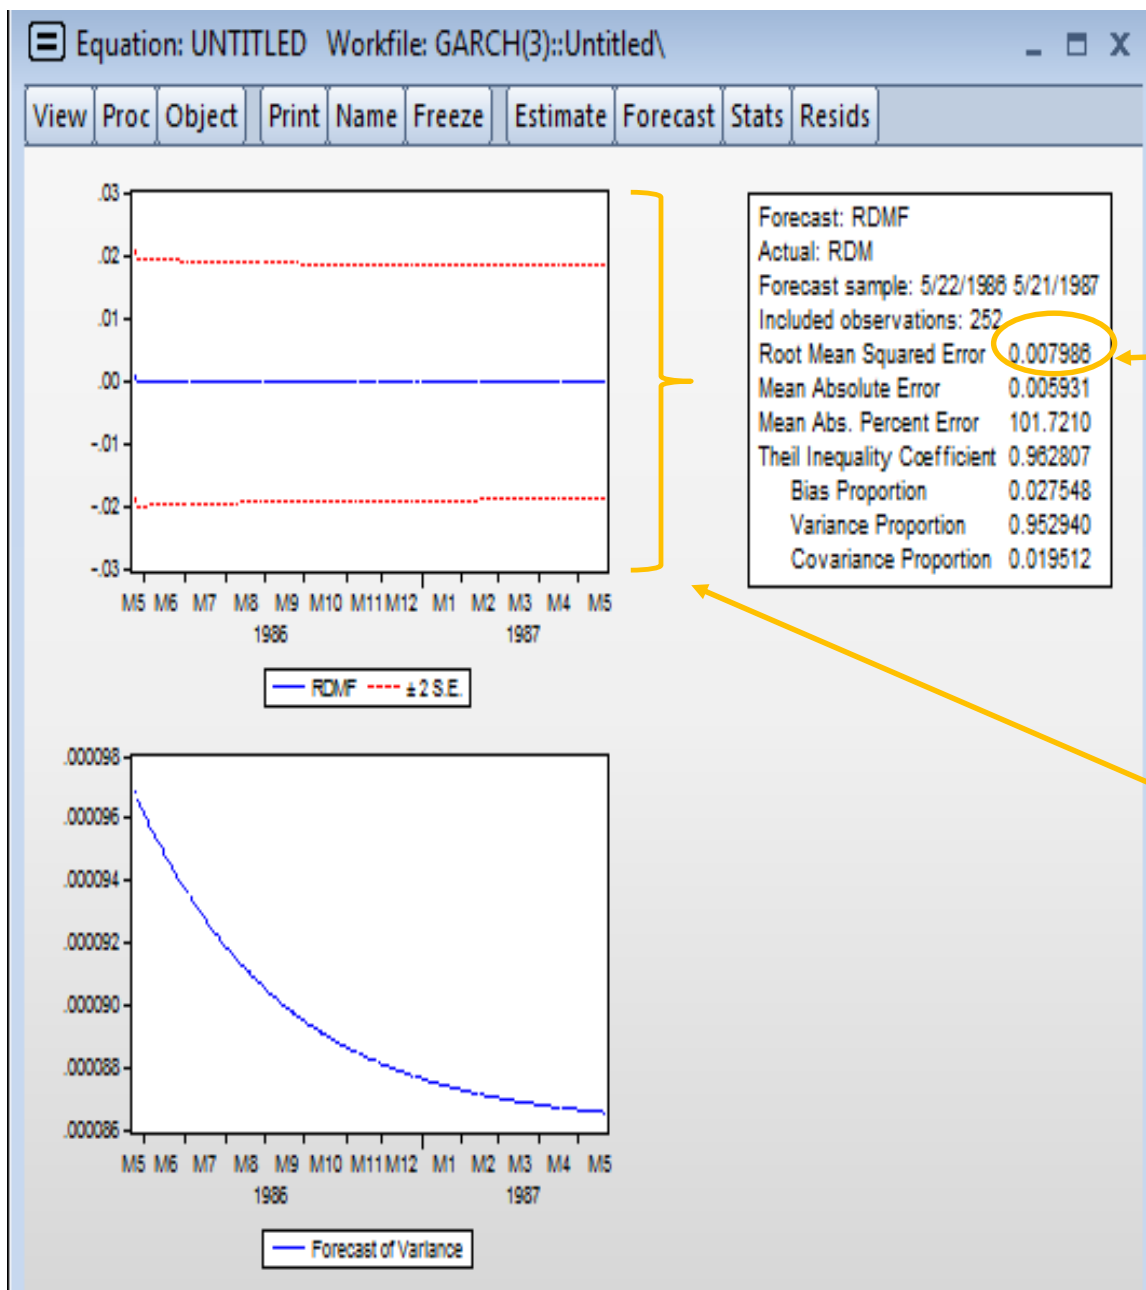 Equation: UNTITLED Workfile: GARCH(3)::Untitled\
View Proc Object Print Name Freeze Estimate Forecast Stats Resids
.03
.02
.01
.00
-.01
-.02
-.03
M5 M6 M7 M8 M9 M10 M11 M12 M1 M2 M3 M4 M5
1986 1987
RDMF ± 2 S.E.
Forecast: RDMF
Actual: RDM
Forecast sample: 5/22/1986 5/21/1987
Included observations: 252
Root Mean Squared Error 0.007986
Mean Absolute Error 0.005931
Mean Abs. Percent Error 101.7210
Theil Inequality Coefficient 0.962807
Bias Proportion 0.027548
Variance Proportion 0.952940
Covariance Proportion 0.019512
.000098
.000096
.000094
.000092
.000090
.000088
.000086
M5 M6 M7 M8 M9 M10 M11 M12 M1 M2 M3 M4 M5
1986 1987
Forecast of Variance